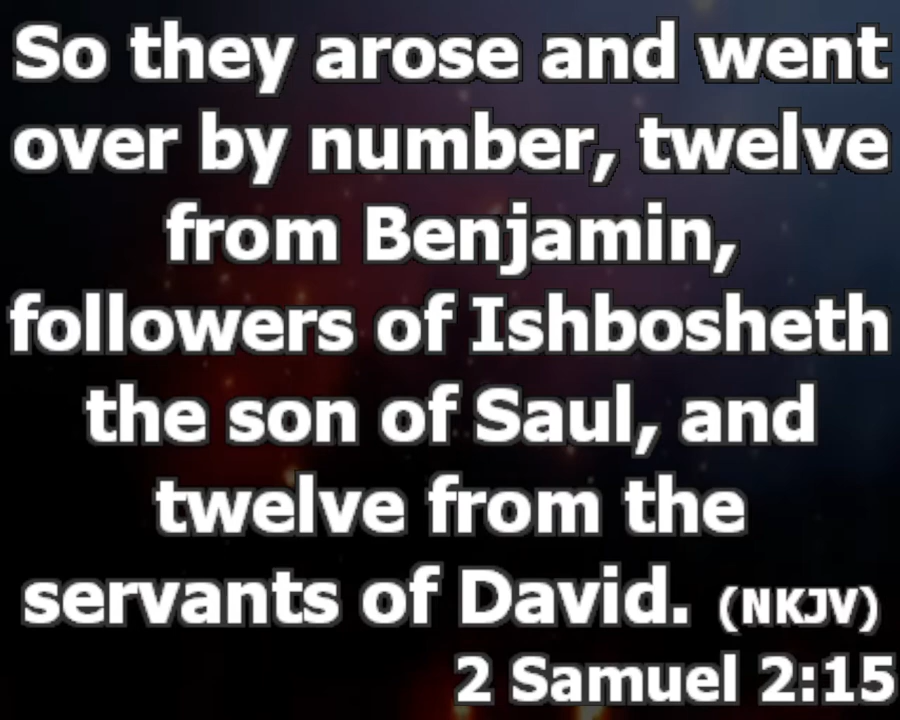 So they arose and went
over by number, twelve
from Benjamin,
followers of Ishbosheth
the son of Saul, and
twelve from the
servants of David. (NKJV)
2 Samuel 2:15